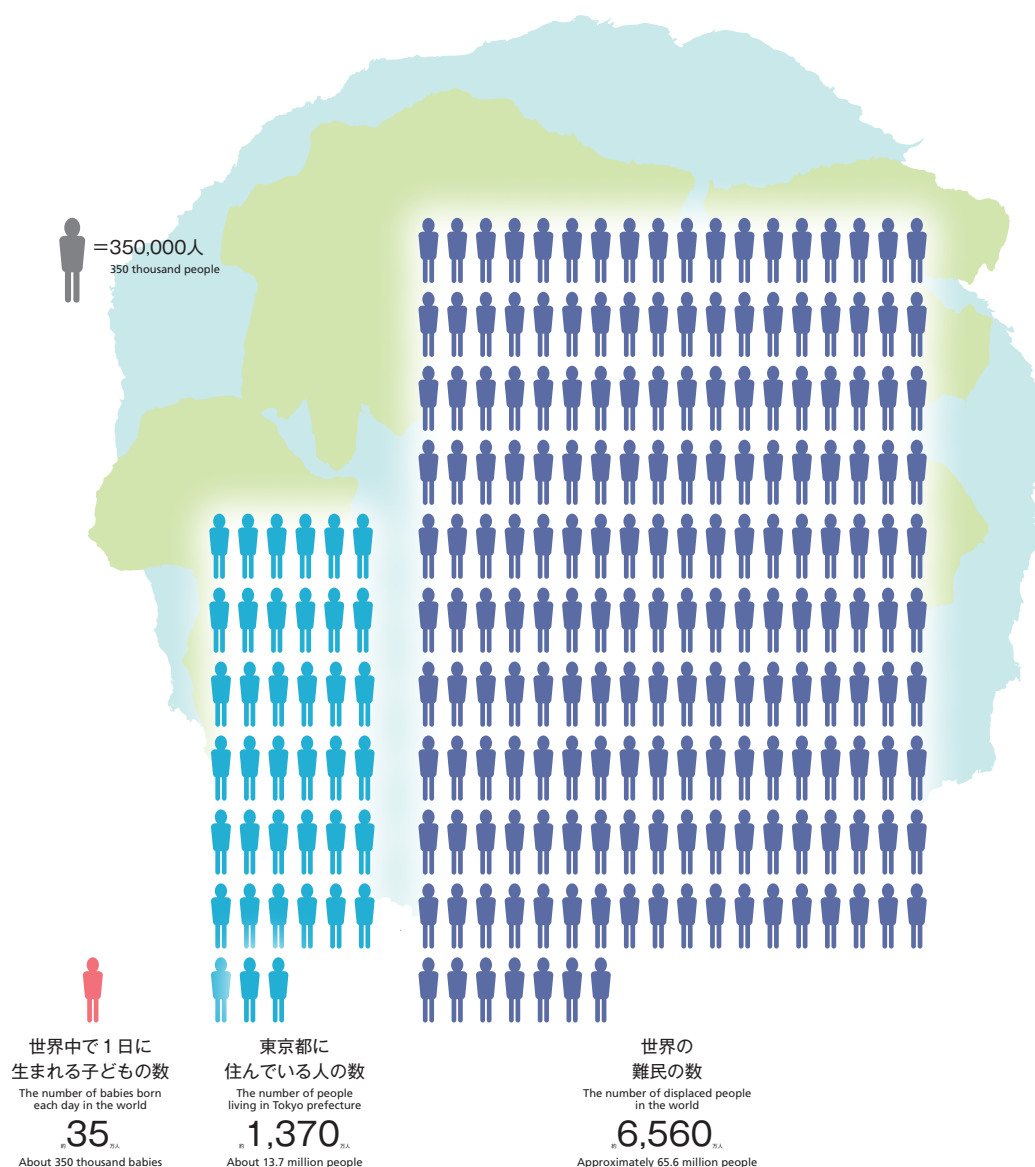 =350,000人
350 thousand people
世界中で1日に
生まれる子どもの数
The number of babies born
each day in the world
約35万人
About 350 thousand babies
東京都に
住んでいる人の数
The number of people
living in Tokyo prefecture
約1,370万人
About 13.7 million people
世界の
難民の数
The number of displaced people
in the world
約6,560万人
Approximately 65.6 million people